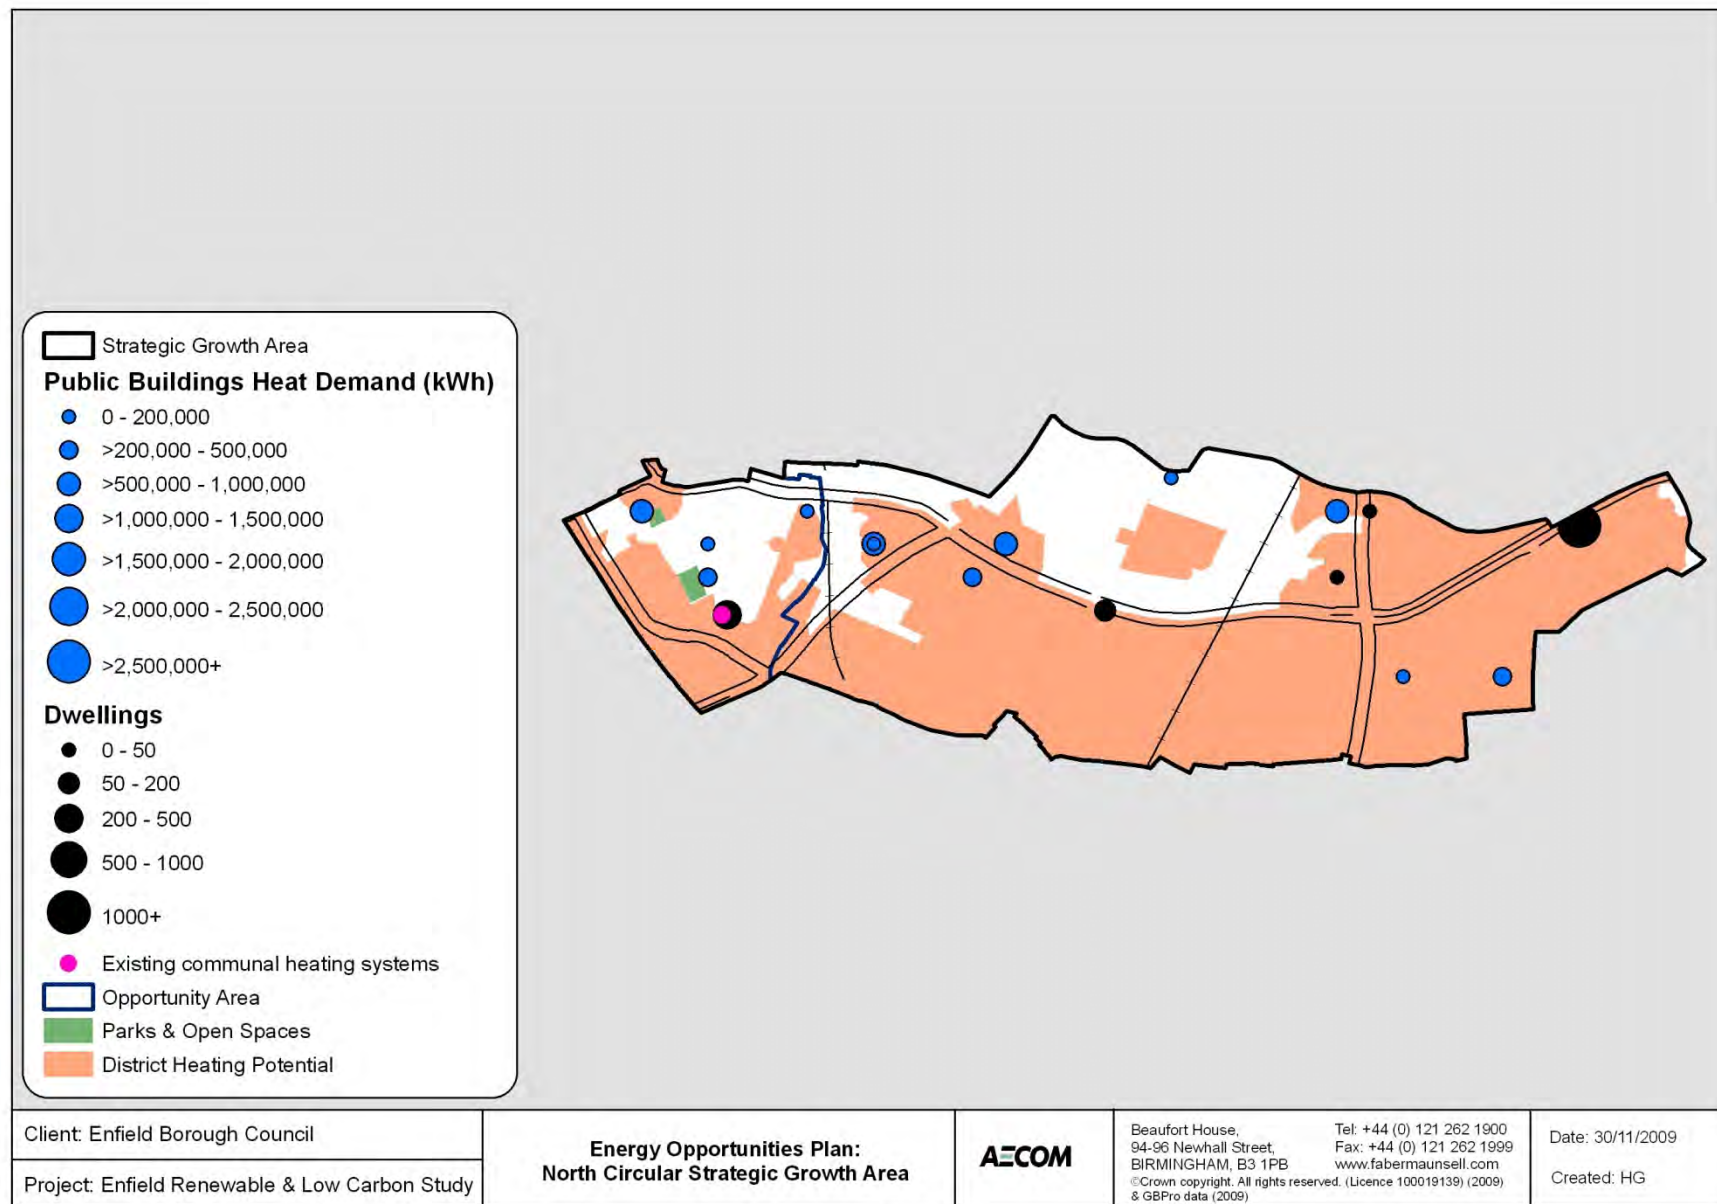 Strategic Growth Area
Public Buildings Heat Demand (kWh)
0 - 200,000
>200,000 - 500,000
>500,000 - 1,000,000
>1,000,000 - 1,500,000
>1,500,000 - 2,000,000
>2,000,000 - 2,500,000
>2,500,000+
Dwellings
0 - 50
50 - 200
200 - 500
500 - 1000
1000+
Existing communal heating systems
Opportunity Area
Parks & Open Spaces
District Heating Potential
Client: Enfield Borough Council
Project: Enfield Renewable & Low Carbon Study
Energy Opportunities Plan:
North Circular Strategic Growth Area
AECOM
Beaufort House,
94-96 Newhall Street,
BIRMINGHAM, B3 1PB
Tel: +44 (0) 121 262 1900
Fax: +44 (0) 121 262 1999
www.fabermaunsell.com
©Crown copyright. All rights reserved. (Licence 100019139) (2009)
& GBPro data (2009)
Date: 30/11/2009
Created: HG